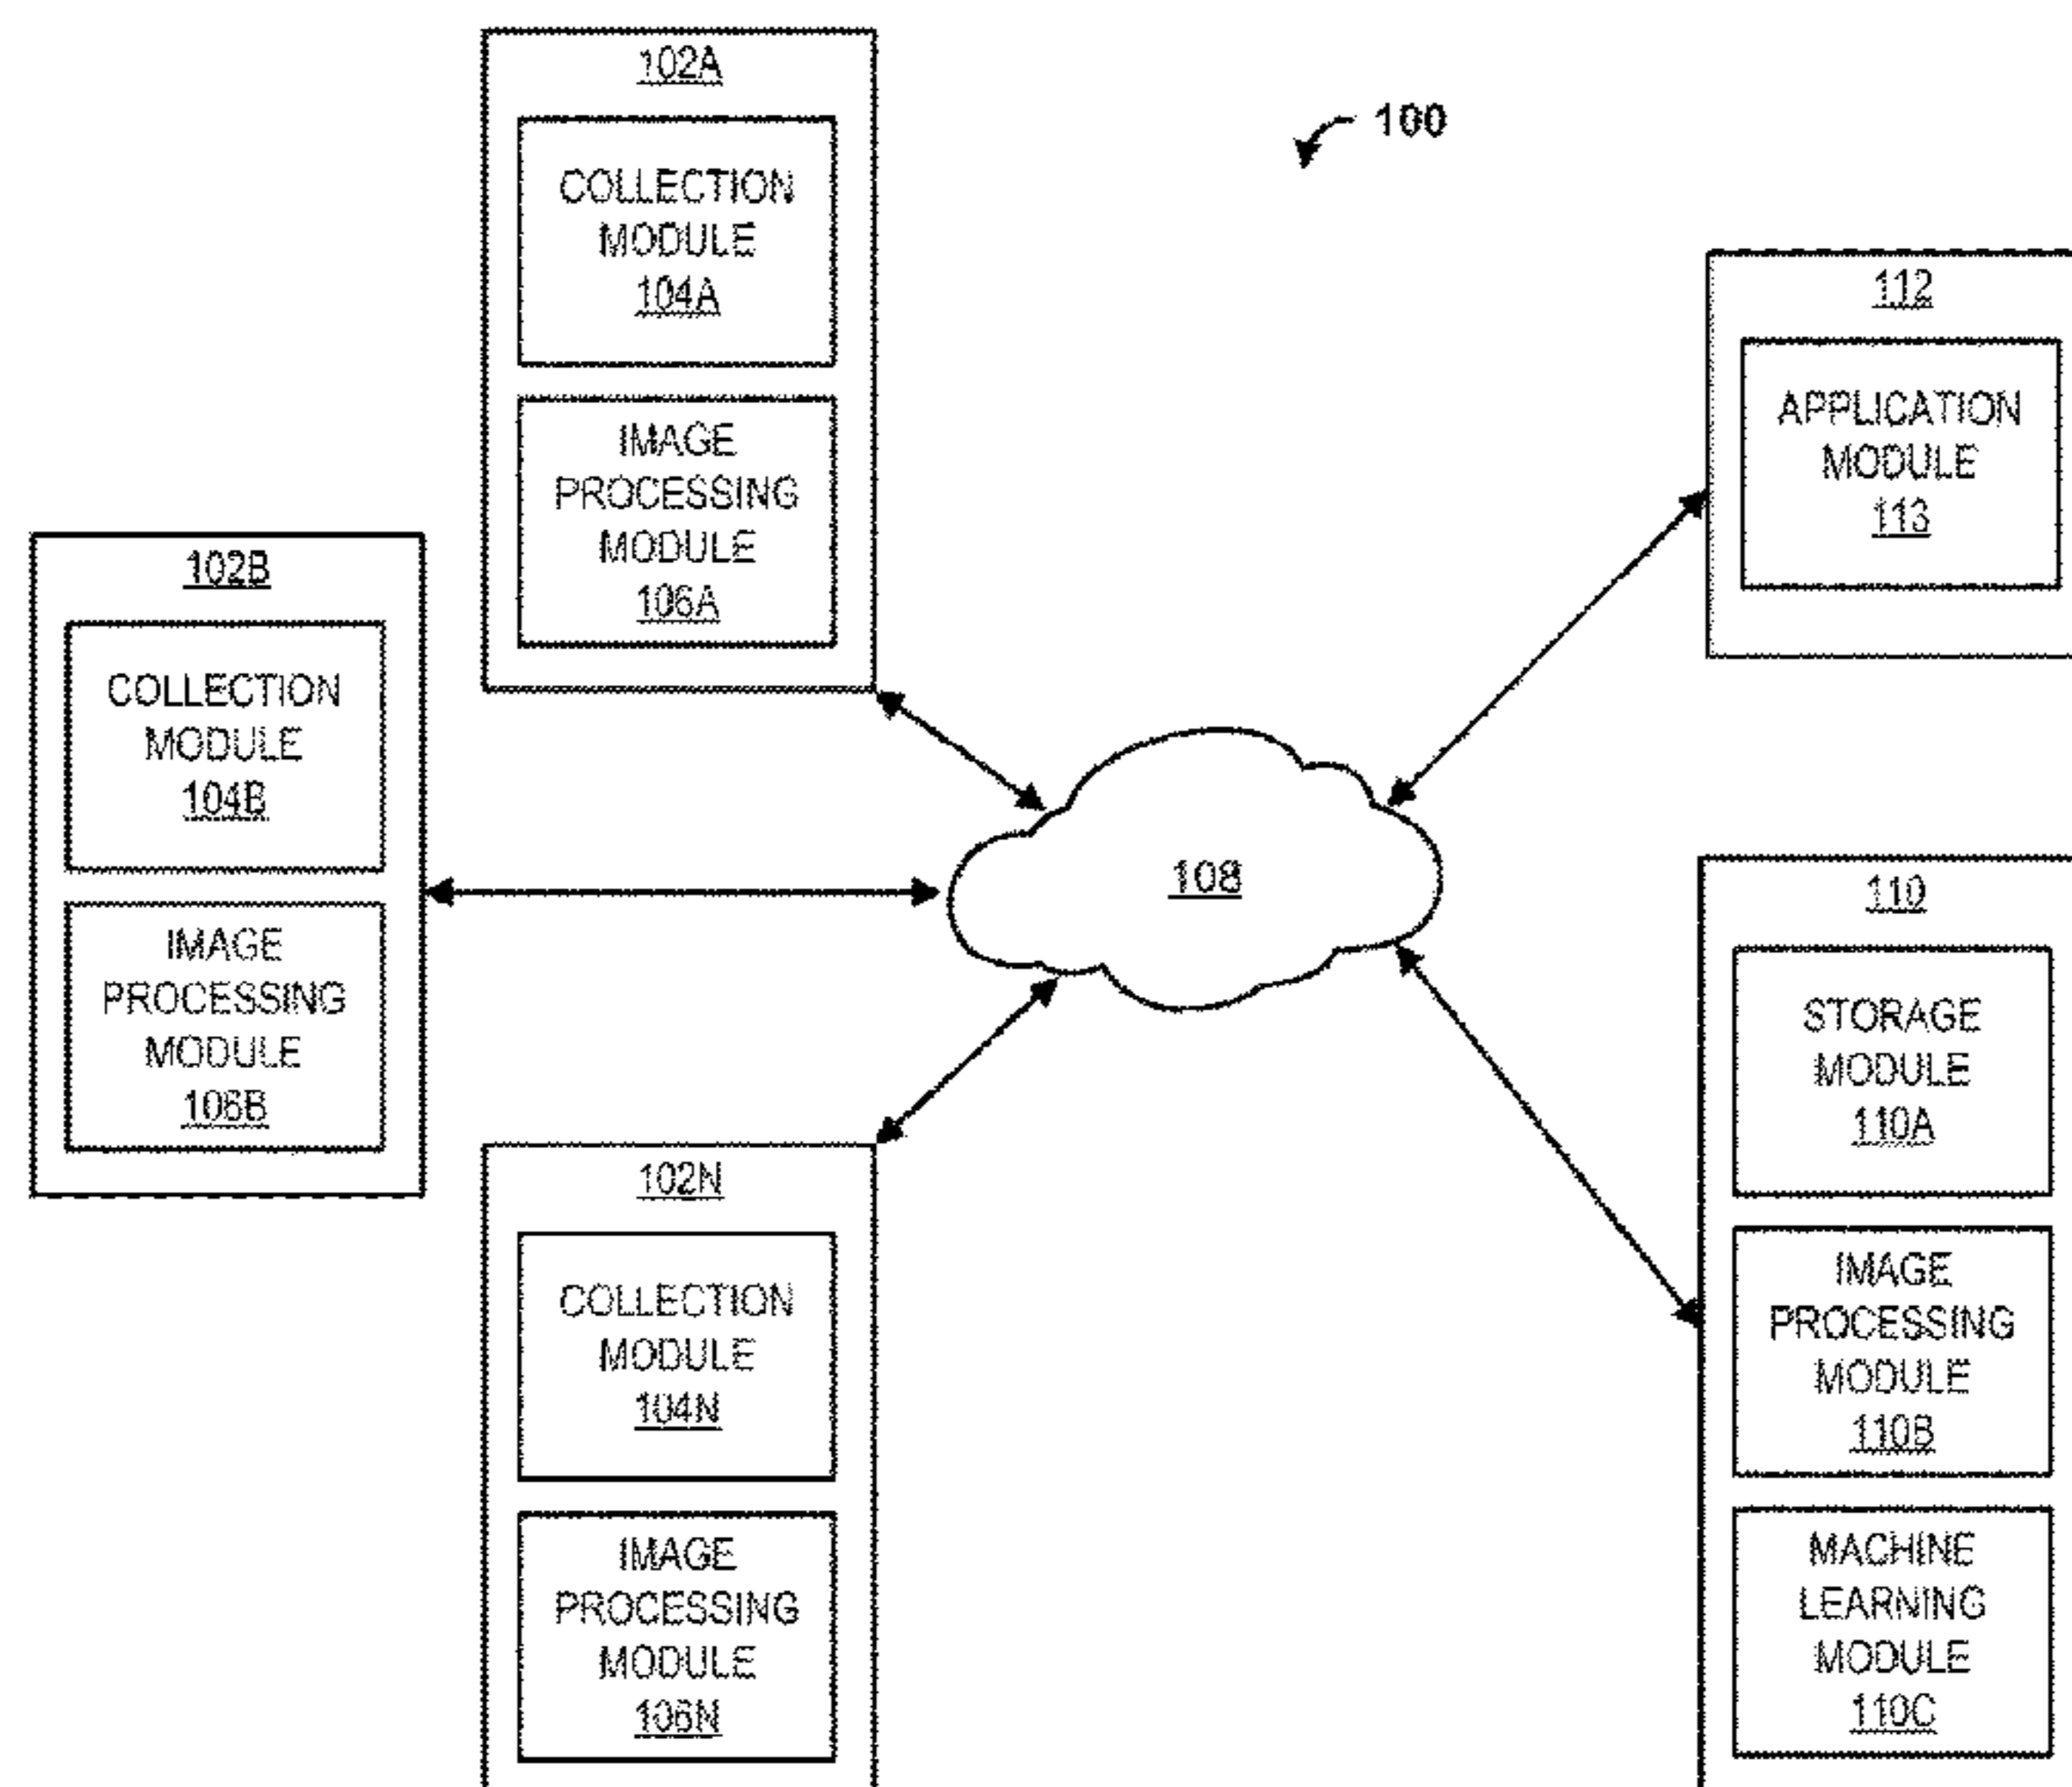 102A
COLLECTION
MODULE
104A
IMAGE
PROCESSING
MODULE
106A
100
112
APPLICATION
MODULE
113
102B
COLLECTION
MODULE
104B
IMAGE
PROCESSING
MODULE
106B
108
110
STORAGE
MODULE
110A
IMAGE
PROCESSING
MODULE
110B
MACHINE
LEARNING
MODULE
110C
102N
COLLECTION
MODULE
104N
IMAGE
PROCESSING
MODULE
106N